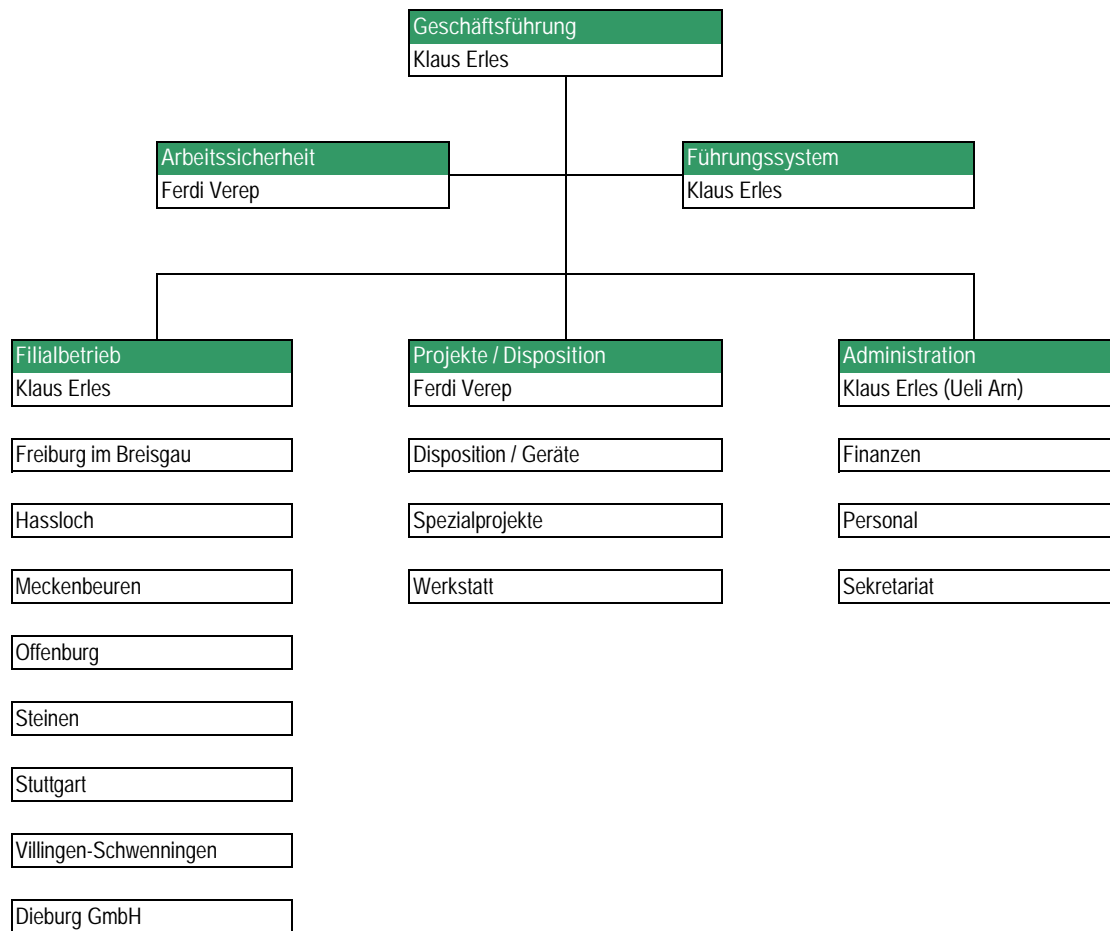 Geschäftsführung
Klaus Erles
Arbeitssicherheit
Ferdi Verep
Führungssystem
Klaus Erles
Filialbetrieb
Klaus Erles
Freiburg im Breisgau
Hassloch
Meckenbeuren
Offenburg
Steinen
Stuttgart
Villingen-Schwenningen
Dieburg GmbH
Projekte / Disposition
Ferdi Verep
Disposition / Geräte
Spezialprojekte
Werkstatt
Administration
Klaus Erles (Ueli Arn)
Finanzen
Personal
Sekretariat